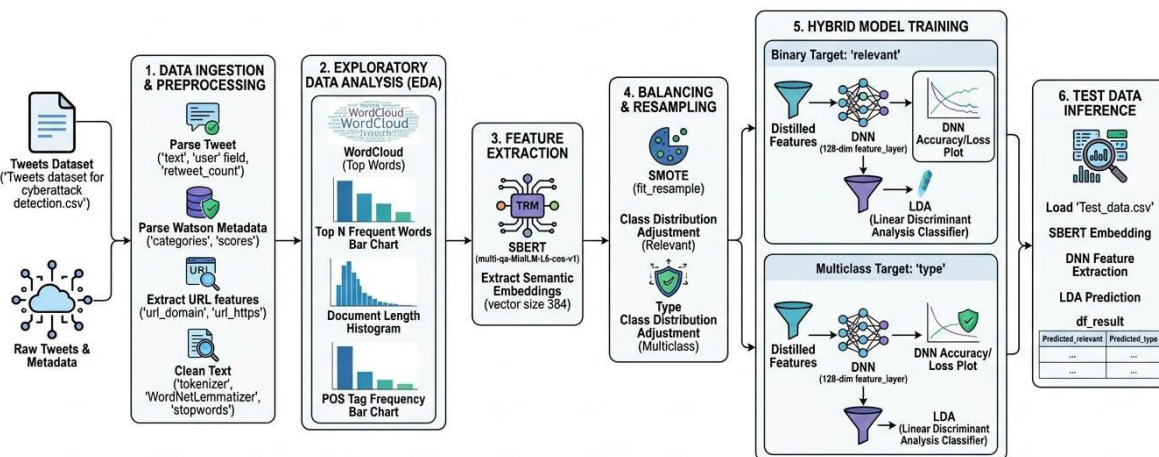 Tweets Dataset
('Tweets dataset for
cyberattack
detection.csv')
Raw Tweets &
Metadata
1. DATA INGESTION
& PREPROCESSING
Parse Tweet
('text', 'user' field,
retweet_count')
Parse Watson Metadata
('categories', 'scores')
URL
Extract URL features
('url_domain', 'url_https')
Clean Text
('tokenizer',
'WordNetLemmatizer',
'stopwords')
2. EXPLORATORY
DATA ANALYSIS (EDA)
WordCloud
WordCloud
WordCloud
(Top Words)
Top N Frequent Words
Bar Chart
Document Length
Histogram
POS Tag Frequency
Bar Chart
3. FEATURE
EXTRACTION
TRM
SBERT
(multi-qa-MialLM-L6-ces-v1)
Extract Semantic
Embeddings
(vector size 384)
4. BALANCING
& RESAMPLING
SMOTE
(fit_resample)
Class Distribution
Adjustment
(Relevant)
Type
Class Distribution
Adjustment
(Multiclass)
5. HYBRID MODEL TRAINING
Binary Target: 'relevant'
Distilled
Features
DNN
(128-dim feature_layer)
DNN
Accuracy/Loss
Plot
LDA
(Linear Discriminant
Analysis Classifier)
Multiclass Target: 'type'
Distilled
Features
DNN
(128-dim feature_layer)
DNN Accuracy/
Loss Plot
LDA
(Linear Discriminant
Analysis Classifier)
6. TEST DATA
INFERENCE
Load 'Test_data.csv'
SBERT Embedding
DNN Feature
Extraction
LDA Prediction
df_result
Predicted_relevant Predicted_type
... ...
... ...